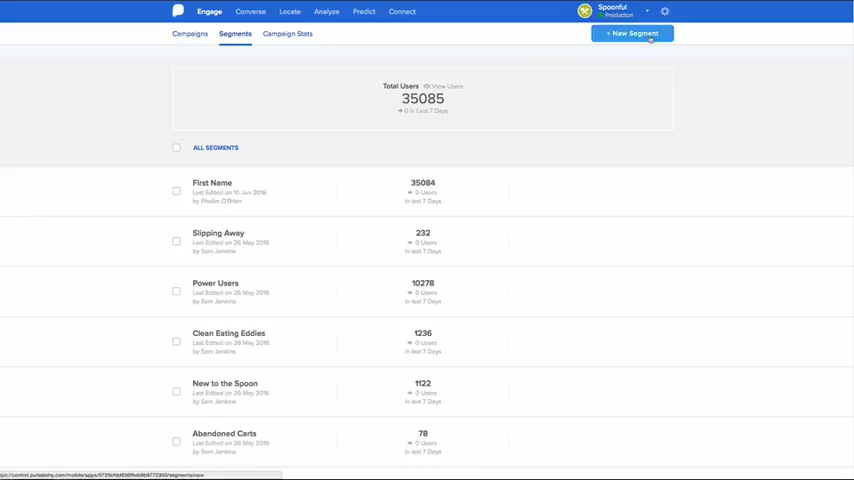 Engage Converse Locate Analyze Predict Connect Spoonful
Production
Campaigns Segments Campaign Stats + New Segment
Total Users View Users
35085
0 in Last 7 Days
ALL SEGMENTS
First Name 35084
Last Edited on 10 Jun 2016 0 Users
by Phelim O'Brien in last 7 Days
Slipping Away 232
Last Edited on 26 May 2016 0 Users
by Sam Jenkins in last 7 Days
Power Users 10278
Last Edited on 26 May 2016 0 Users
by Sam Jenkins in last 7 Days
Clean Eating Eddies 1236
Last Edited on 26 May 2016 0 Users
by Sam Jenkins in last 7 Days
New to the Spoon 1122
Last Edited on 26 May 2016 0 Users
by Sam Jenkins in last 7 Days
Abandoned Carts 78
Last Edited on 26 May 2016 0 Users
by Sam Jenkins in last 7 Days